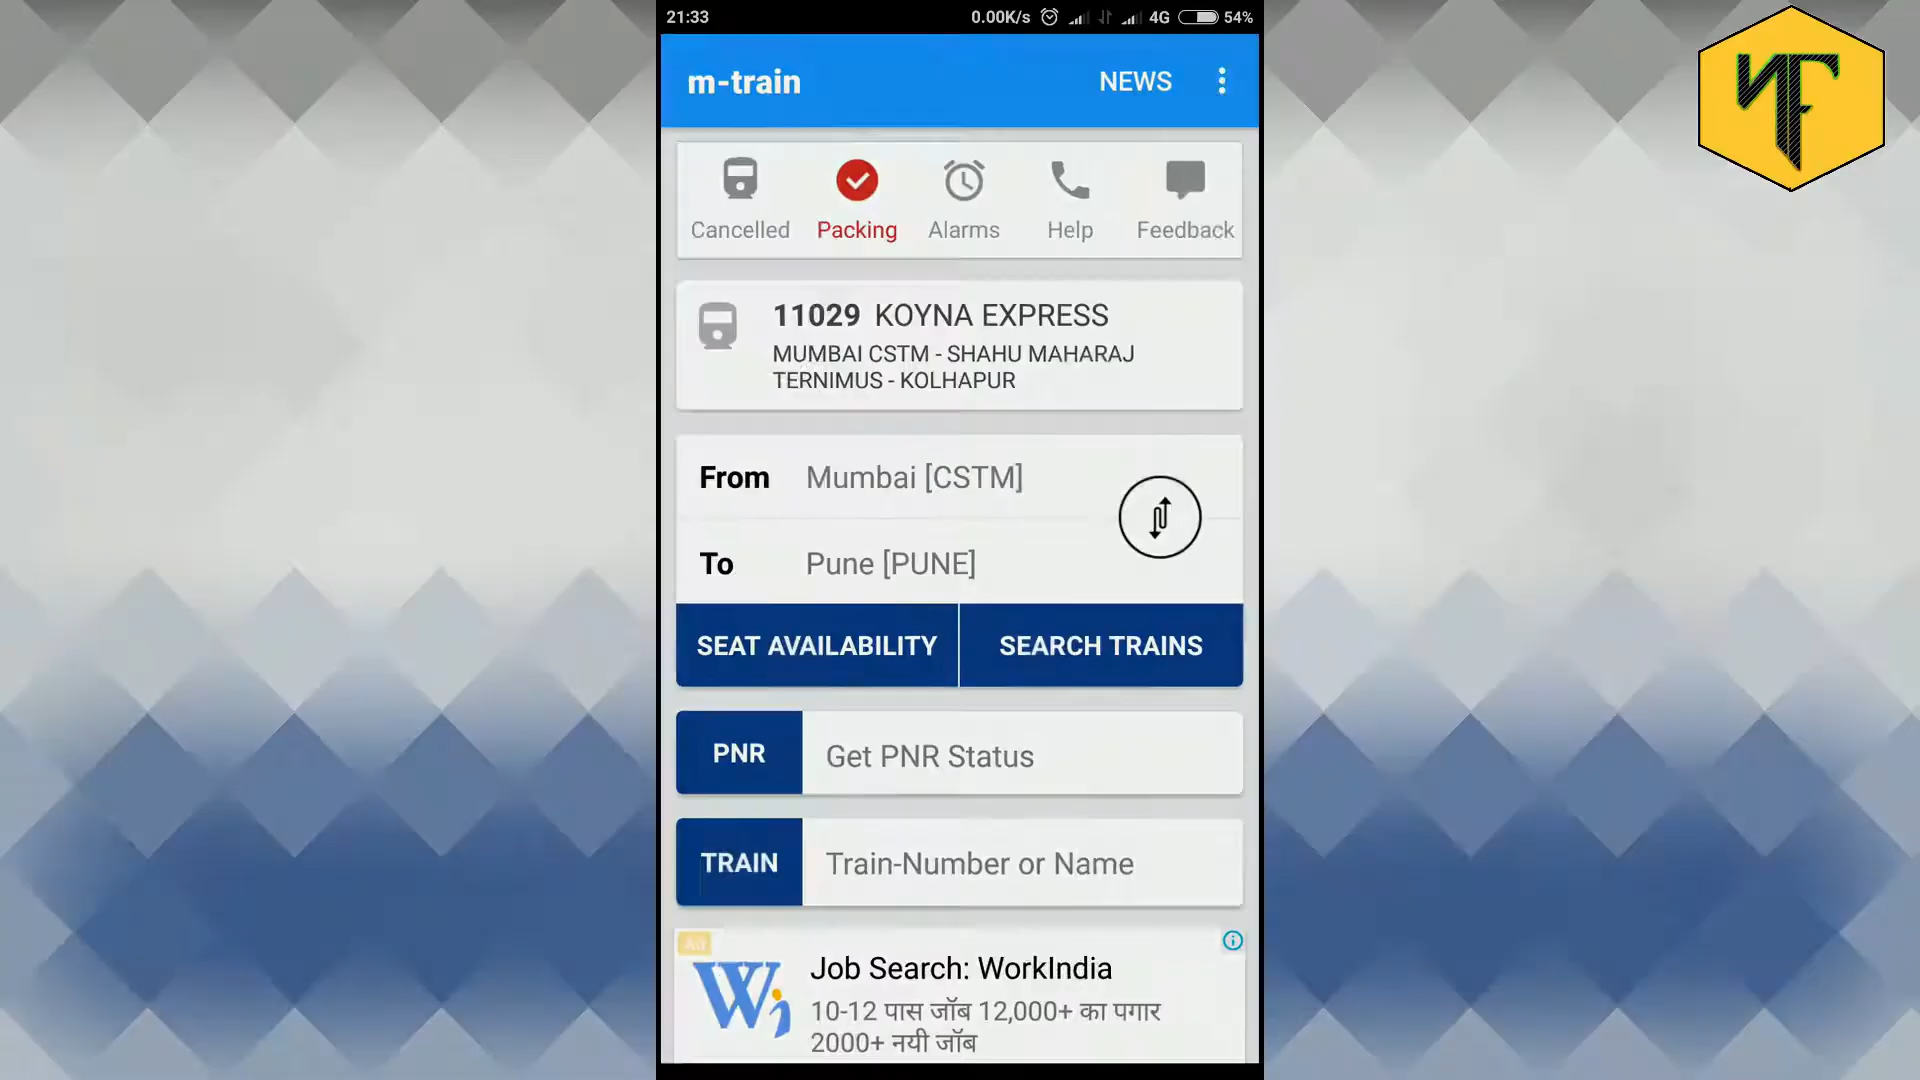 21:33 0.00K/s 4G 54%
m-train NEWS
Cancelled Packing Alarms Help Feedback
11029 KOYNA EXPRESS
MUMBAI CSTM - SHAHU MAHARAJ
TERNIMUS - KOLHAPUR
From Mumbai [CSTM]
To Pune [PUNE]
SEAT AVAILABILITY SEARCH TRAINS
PNR Get PNR Status
TRAIN Train-Number or Name
Ad
Job Search: WorkIndia
10-12 पास जॉब 12,000+ का पगार
2000+ नयी जॉब